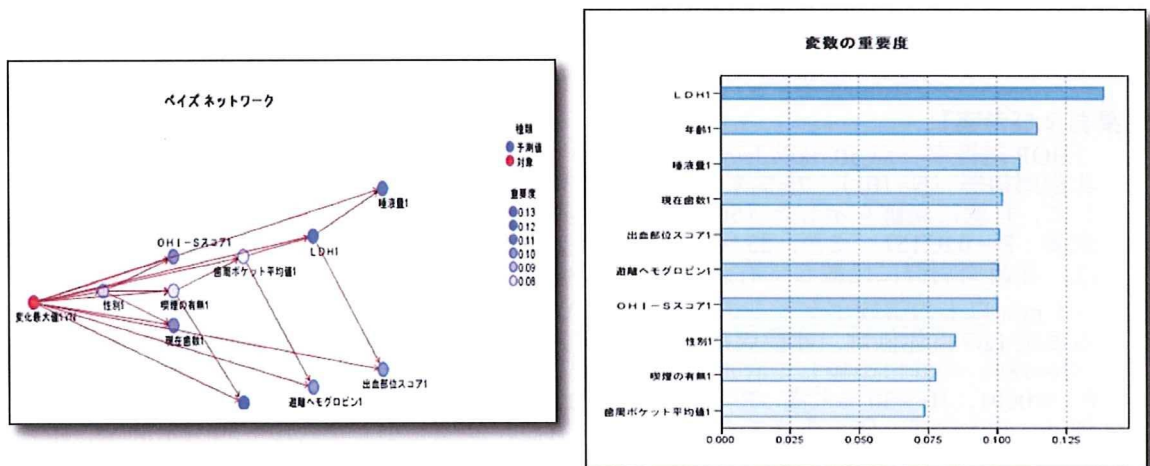 ベイズ ネットワーク
種類
予測値
対象
重要度
0.13
0.12
0.11
0.10
0.09
0.08
唾液量1
OHI-Sスコア1
LDH1
歯周ポケット平均値1
性別1
喫煙の有無1
変化最大値1
現在歯数1
出血部位スコア1
遊離ヘモグロビン1
変数の重要度
LDH1
年齢1
唾液量1
現在歯数1
出血部位スコア1
遊離ヘモグロビン1
OHI-Sスコア1
性別1
喫煙の有無1
歯周ポケット平均値1
0.000 0.025 0.050 0.075 0.100 0.125